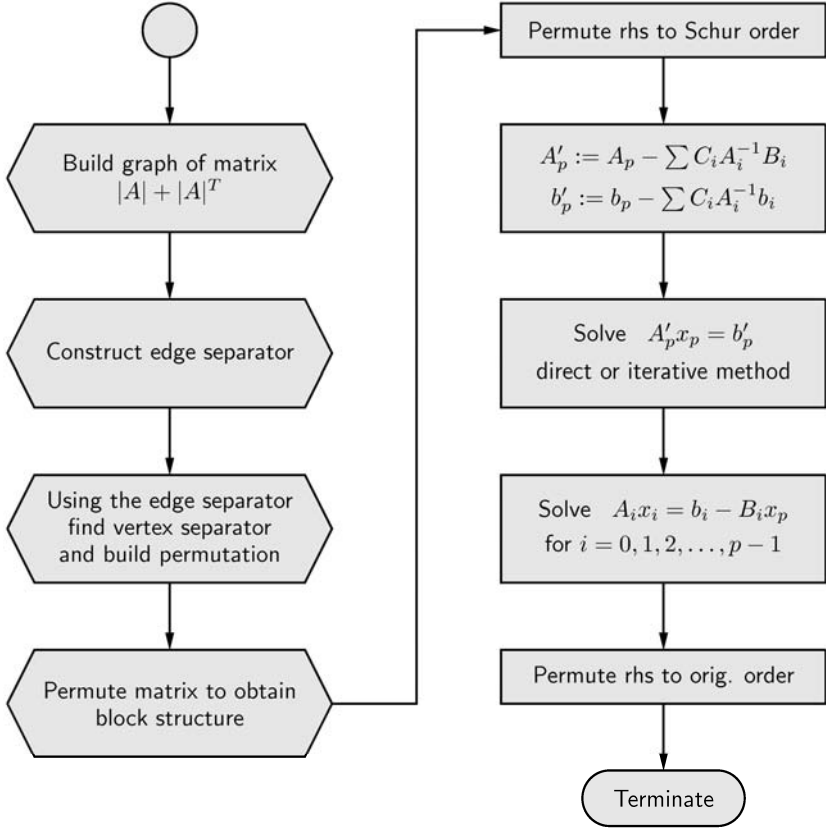 Build graph of matrix
|A| + |A|^T
Construct edge separator
Using the edge separator
find vertex separator
and build permutation
Permute matrix to obtain
block structure
Permute rhs to Schur order
A'_p := A_p − ∑ C_i A_i^{-1} B_i
b'_p := b_p − ∑ C_i A_i^{-1} b_i
Solve A'_p x_p = b'_p
direct or iterative method
Solve A_i x_i = b_i − B_i x_p
for i = 0, 1, 2, . . . , p − 1
Permute rhs to orig. order
Terminate